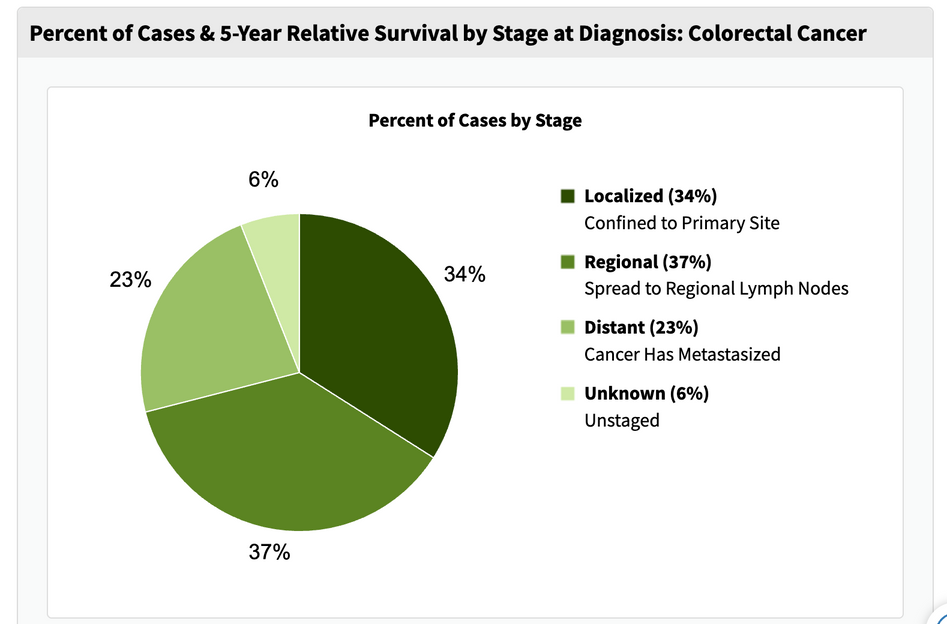 Percent of Cases & 5-Year Relative Survival by Stage at Diagnosis: Colorectal Cancer
Percent of Cases by Stage
6%
34%
23%
37%
Localized (34%)
Confined to Primary Site
Regional (37%)
Spread to Regional Lymph Nodes
Distant (23%)
Cancer Has Metastasized
Unknown (6%)
Unstaged